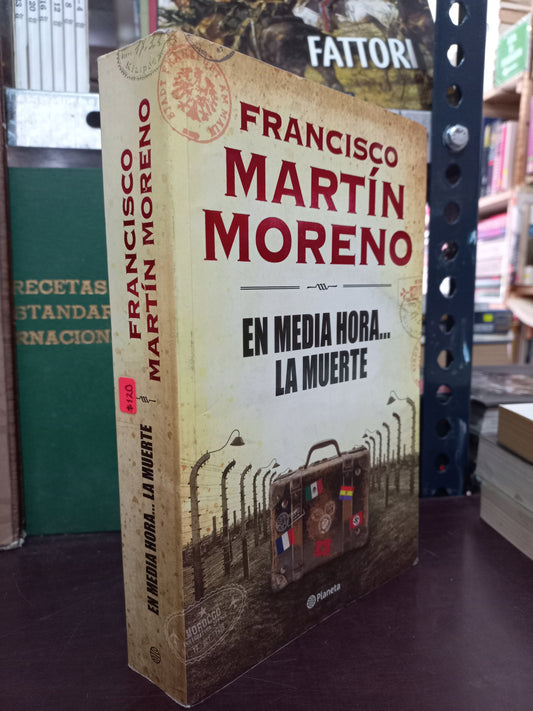 FATTORI
RECETAS
STANDAR
RNACION
FRANCISCO
MARTÍN MORENO
$120
EN MEDIA HORA... LA MUERTE
FRANCISCO
MARTÍN
MORENO
EN MEDIA HORA...
LA MUERTE
Planeta
MOROCCO